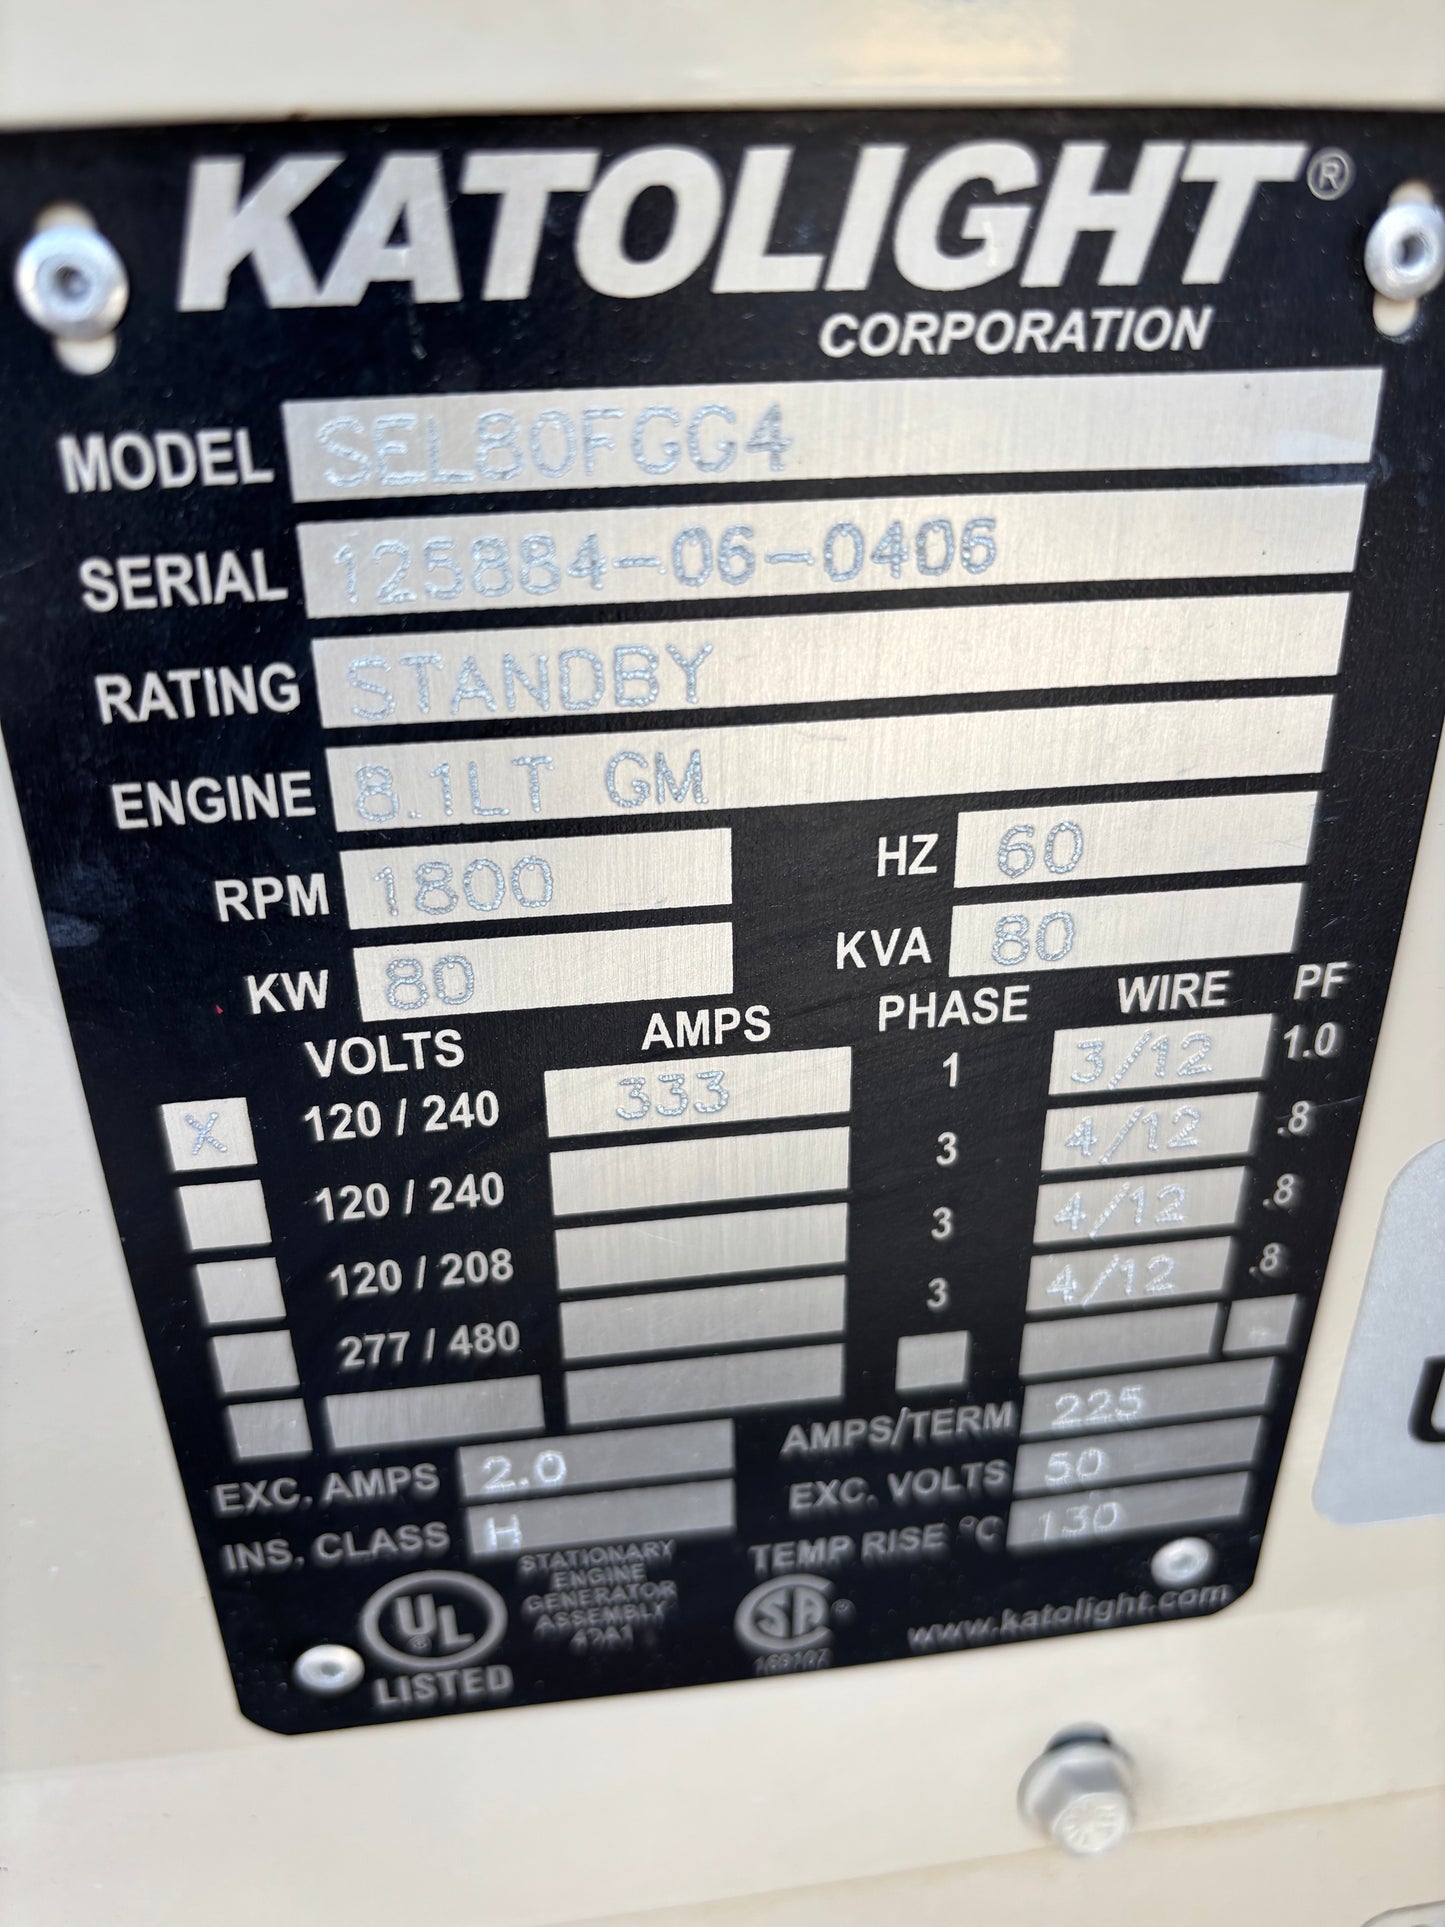 KATOLIGHT®
CORPORATION
MODEL SEL80FGG4
SERIAL 125884-06-0406
RATING STANDBY
ENGINE 8.1LT GM
RPM 1800 HZ 60
KW 80 KVA 80
VOLTS AMPS PHASE WIRE PF
X 120 / 240 333 1 3/12 1.0
120 / 240 3 4/12 .8
120 / 208 3 4/12 .8
277 / 480 3 4/12 .8
AMPS/TERM 225
EXC. AMPS 2.0 EXC. VOLTS 50
INS. CLASS H TEMP RISE °C 130
UL® LISTED
STATIONARY
ENGINE
GENERATOR
ASSEMBLY
SA®
169107
www.katolight.com